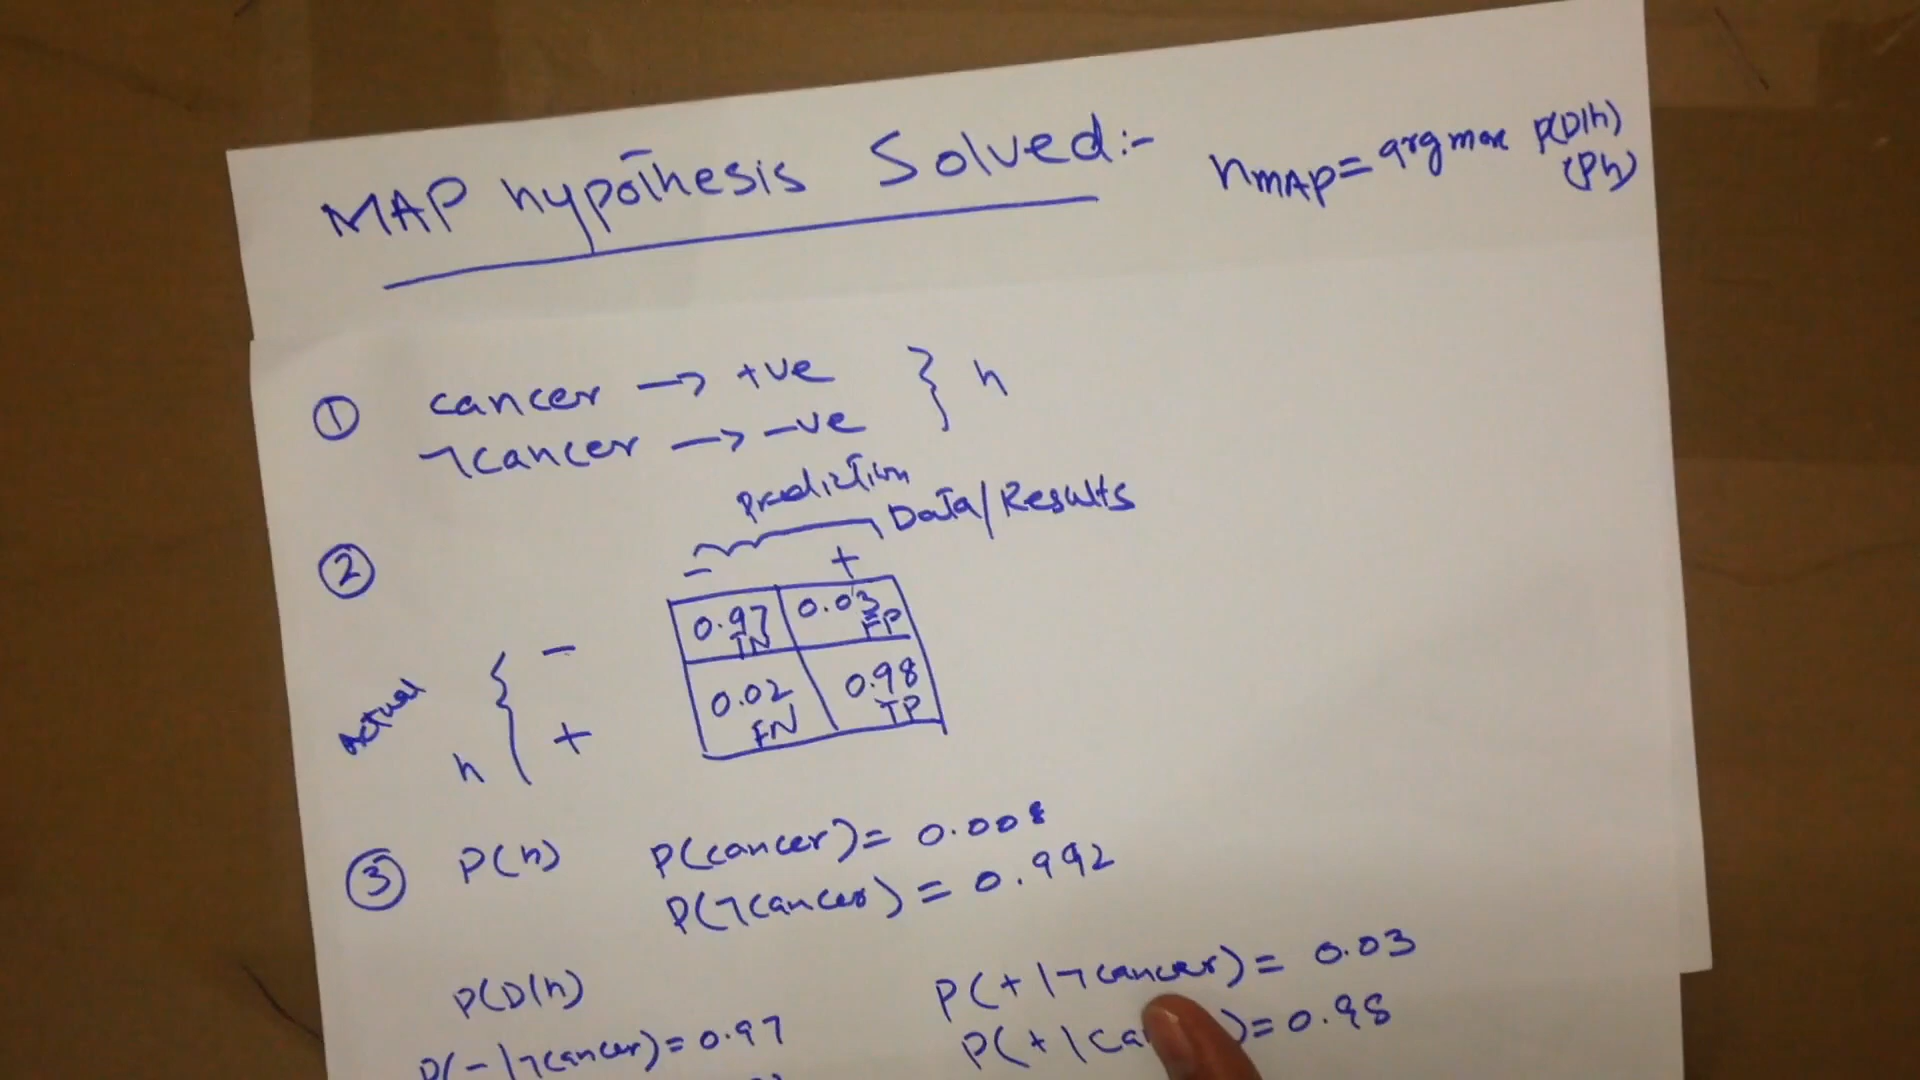 MAP hypothesis Solved:-
hMAP = argmax P(D|h)
(Ph)
① cancer → +ve } h
¬cancer → -ve
prediction
Data/Results
② - +
Actual h { - 0.97 TN 0.03 FP
+ 0.02 FN 0.98 TP
③ P(h) P(cancer) = 0.008
P(¬cancer) = 0.992
P(D|h) P(+|¬cancer) = 0.03
P(-|¬cancer) = 0.97 P(+|ca )=0.98